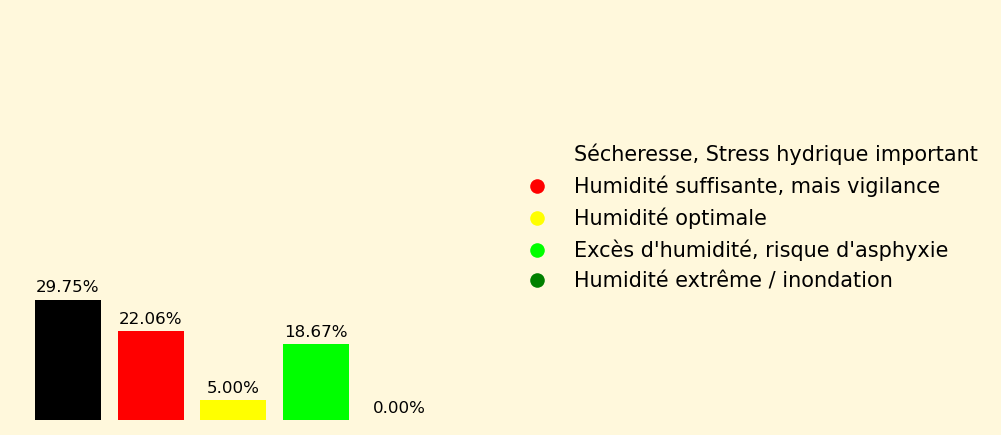 29.75%
22.06%
5.00%
18.67%
0.00%
Sécheresse, Stress hydrique important
Humidité suffisante, mais vigilance
Humidité optimale
Excès d'humidité, risque d'asphyxie
Humidité extrême / inondation